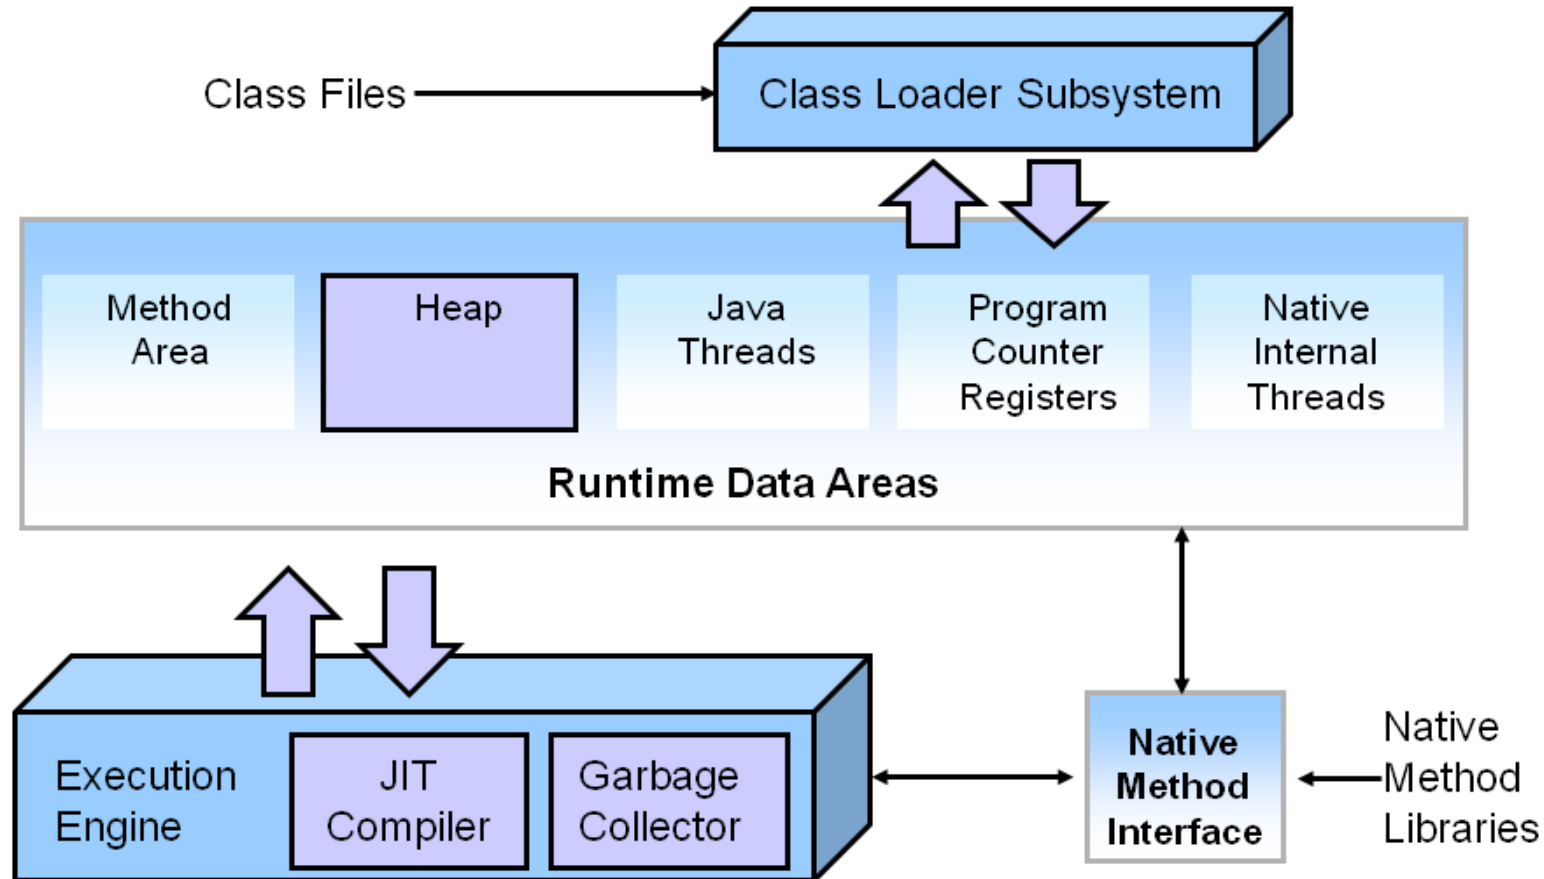 Class Files
Class Loader Subsystem
Method
Area
Heap
Java
Threads
Program
Counter
Registers
Native
Internal
Threads
Runtime Data Areas
Execution
Engine
JIT
Compiler
Garbage
Collector
Native
Method
Interface
Native
Method
Libraries